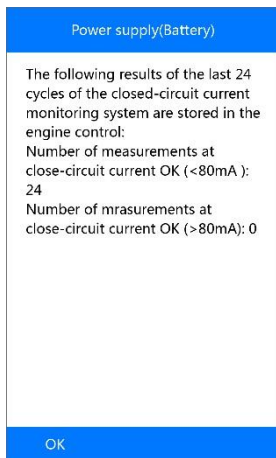 Power supply(Battery)
The following results of the last 24
cycles of the closed-circuit current
monitoring system are stored in the
engine control:
Number of measurements at
close-circuit current OK (<80mA ):
24
Number of mrasurements at
close-circuit current OK (>80mA): 0
OK